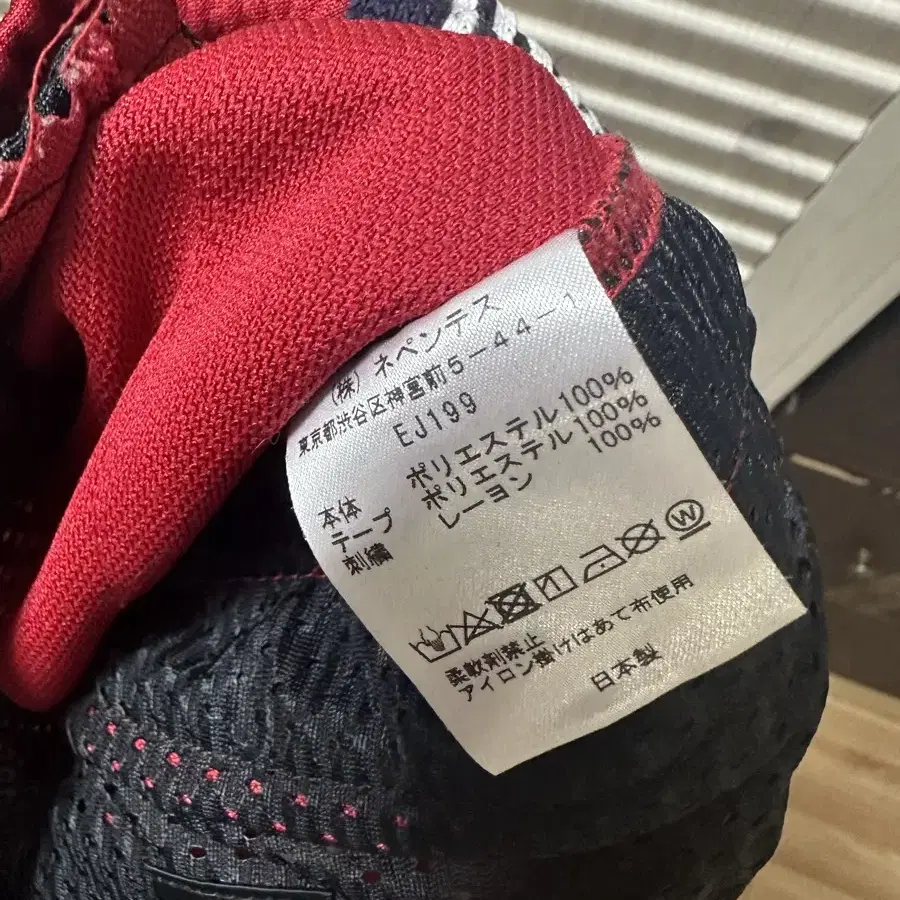 (株) ネペンテス
東京都渋谷区神宮前5-44-1
EJ199
本体 ポリエステル100%
テープ ポリエステル100%
刺繍 レーヨン 100%
W
柔軟剤禁止
アイロン掛けはあて布使用
日本製